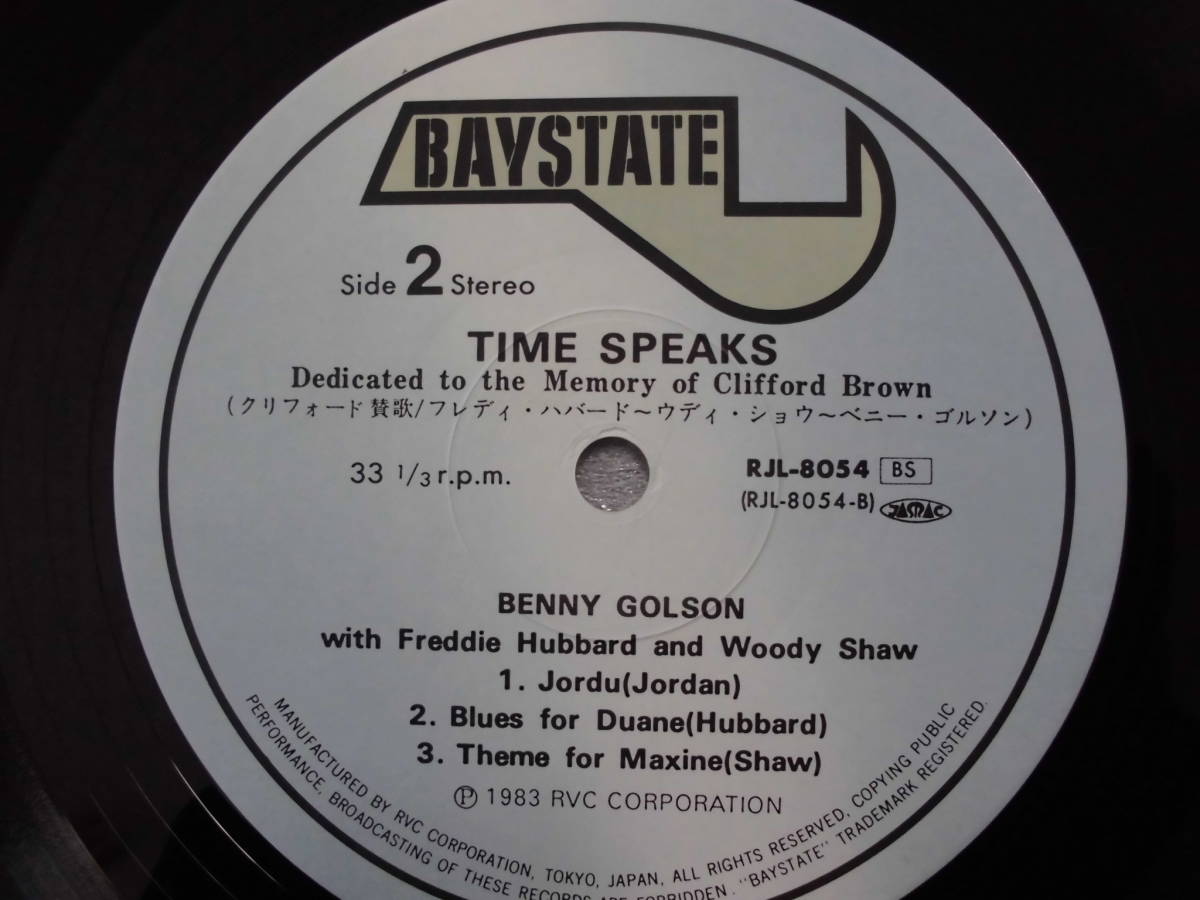 BAYSTATE
Side 2 Stereo
TIME SPEAKS
Dedicated to the Memory of Clifford Brown
(クリフォード賛歌/フレディ・ハバード〜ウディ・ショウ〜ベニー・ゴルソン)
33 1/3 r.p.m.
RJL-8054 BS
(RJL-8054-B) JASRAC
BENNY GOLSON
with Freddie Hubbard and Woody Shaw
1. Jordu(Jordan)
2. Blues for Duane(Hubbard)
3. Theme for Maxine(Shaw)
Ⓟ 1983 RVC CORPORATION
MANUFACTURED BY RVC CORPORATION, TOKYO, JAPAN, ALL RIGHTS RESERVED, COPYING PUBLIC
PERFORMANCE, BROADCASTING OF THESE RECORDS ARE FORBIDDEN. "BAYSTATE" TRADEMARK REGISTERED.